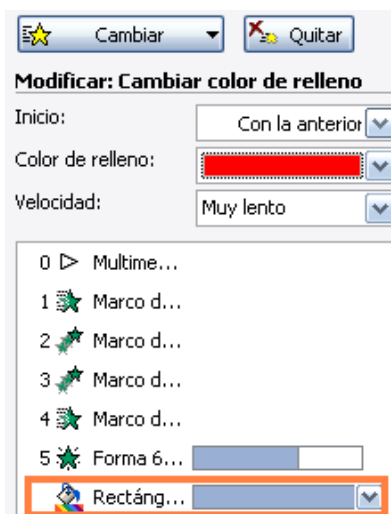 Cambiar Quitar
Modificar: Cambiar color de relleno
Inicio: Con la anterior
Color de relleno:
Velocidad: Muy lento
0 Multime...
1 Marco d...
2 Marco d...
3 Marco d...
4 Marco d...
5 Forma 6...
Rectáng...